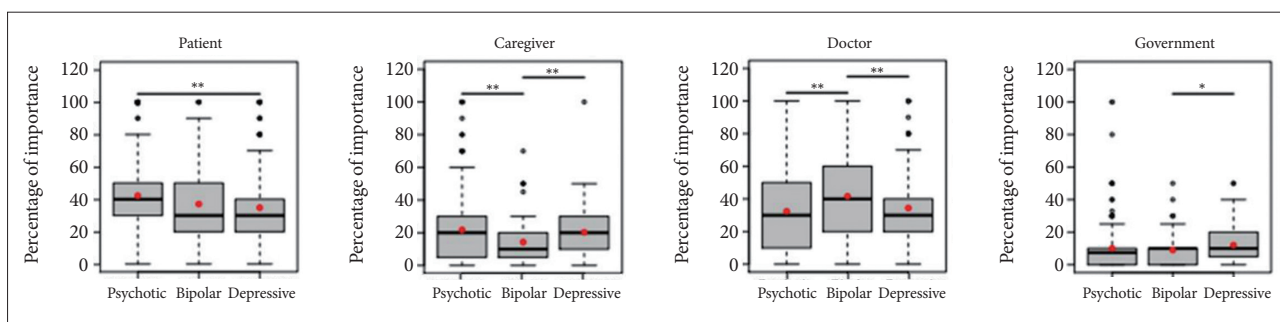 Patient
Percentage of importance
120
100
80
60
40
20
0
**
Psychotic Bipolar Depressive
Caregiver
Percentage of importance
120
100
80
60
40
20
0
**
**
Psychotic Bipolar Depressive
Doctor
Percentage of importance
120
100
80
60
40
20
0
**
**
Psychotic Bipolar Depressive
Government
Percentage of importance
120
100
80
60
40
20
0
*
Psychotic Bipolar Depressive